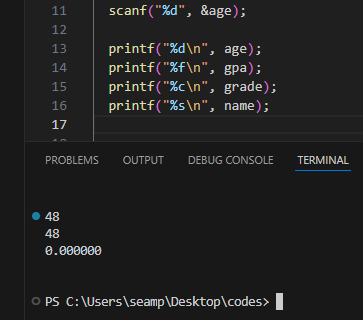 11 scanf("%d", &age);
12
13 printf("%d\n", age);
14 printf("%f\n", gpa);
15 printf("%c\n", grade);
16 printf("%s\n", name);
17
PROBLEMS OUTPUT DEBUG CONSOLE TERMINAL
48
48
0.000000
PS C:\Users\seamp\Desktop\codes>